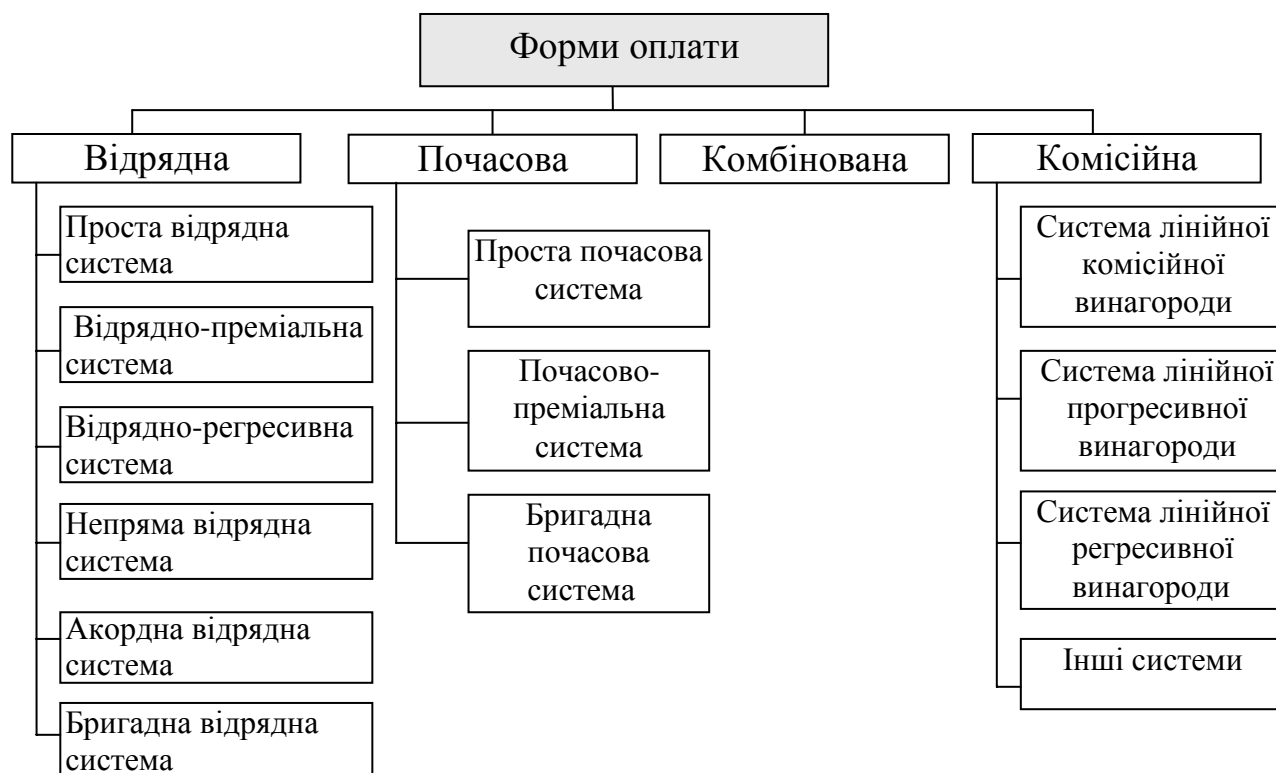 Форми оплати
Відрядна
Почасова
Комбінована
Комісійна
Проста відрядна
система
Відрядно-преміальна
система
Відрядно-регресивна
система
Непряма відрядна
система
Акордна відрядна
система
Бригадна відрядна
система
Проста почасова
система
Почасово-
преміальна
система
Бригадна
почасова
система
Система лінійної
комісійної
винагороди
Система лінійної
прогресивної
винагороди
Система лінійної
регресивної
винагороди
Інші системи